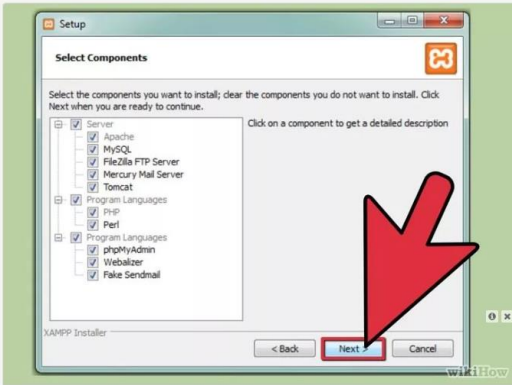 Setup
Select Components
Select the components you want to install; clear the components you do not want to install. Click
Next when you are ready to continue.
Server
Apache
MySQL
FileZilla FTP Server
Mercury Mail Server
Tomcat
Program Languages
PHP
Perl
Program Languages
phpMyAdmin
Webalizer
Fake Sendmail
Click on a component to get a detailed description
XAMPP Installer
< Back
Next >
Cancel
wikiHow